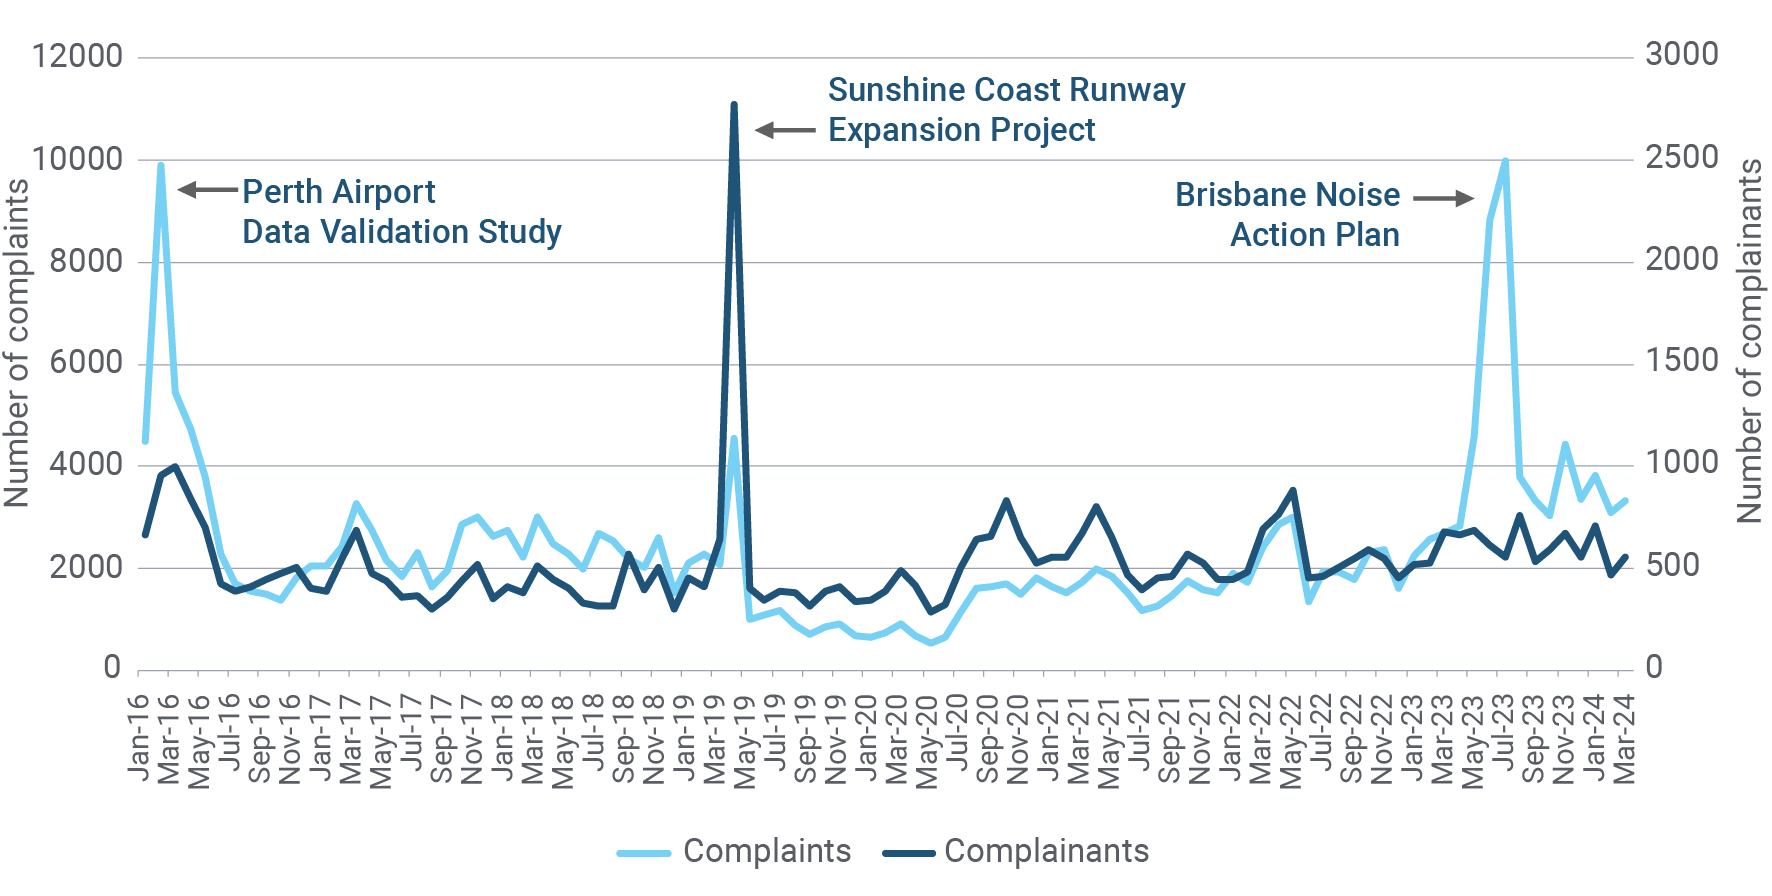 12000
10000
8000
6000
4000
2000
0
Number of complaints
3000
2500
2000
1500
1000
500
0
Number of complainants
Perth Airport
Data Validation Study
Sunshine Coast Runway
Expansion Project
Brisbane Noise
Action Plan
Jan-16
Mar-16
May-16
Jul-16
Sep-16
Nov-16
Jan-17
Mar-17
May-17
Jul-17
Sep-17
Nov-17
Jan-18
Mar-18
May-18
Jul-18
Sep-18
Nov-18
Jan-19
Mar-19
May-19
Jul-19
Sep-19
Nov-19
Jan-20
Mar-20
May-20
Jul-20
Sep-20
Nov-20
Jan-21
Mar-21
May-21
Jul-21
Sep-21
Nov-21
Jan-22
Mar-22
May-22
Jul-22
Sep-22
Nov-22
Jan-23
Mar-23
May-23
Jul-23
Sep-23
Nov-23
Jan-24
Mar-24
Complaints
Complainants